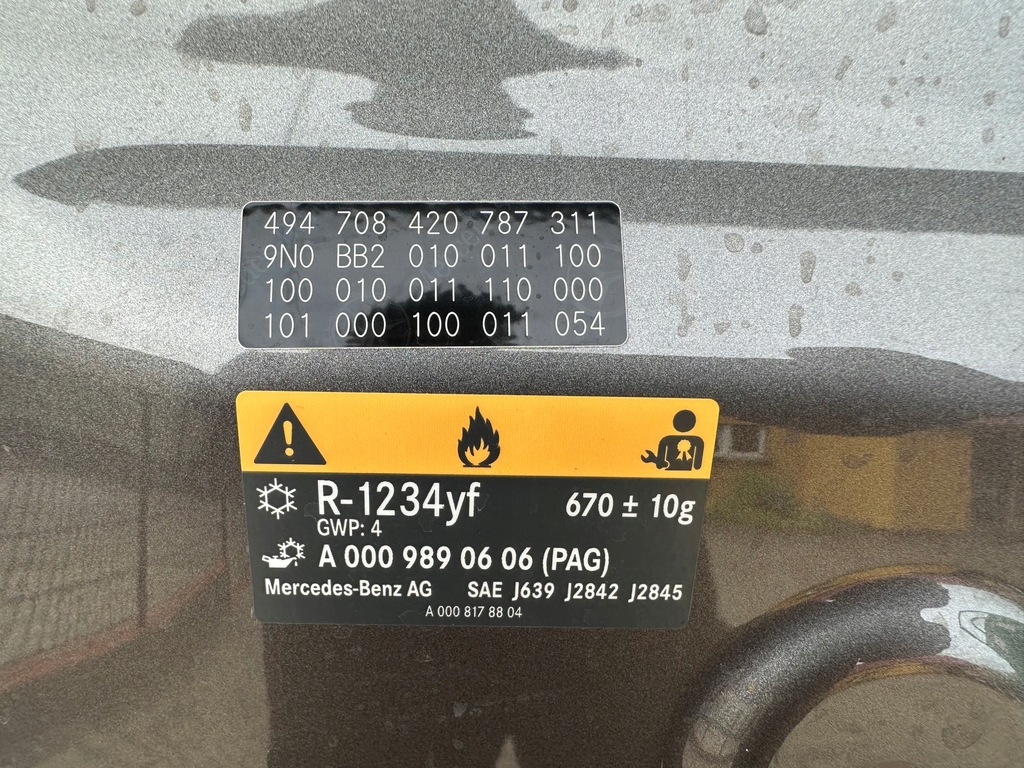 494 708 420 787 311
9N0 BB2 010 011 100
100 010 011 110 000
101 000 100 011 054
R-1234yf 670 ± 10g
GWP: 4
A 000 989 06 06 (PAG)
Mercedes-Benz AG SAE J639 J2842 J2845
A 000 817 88 04